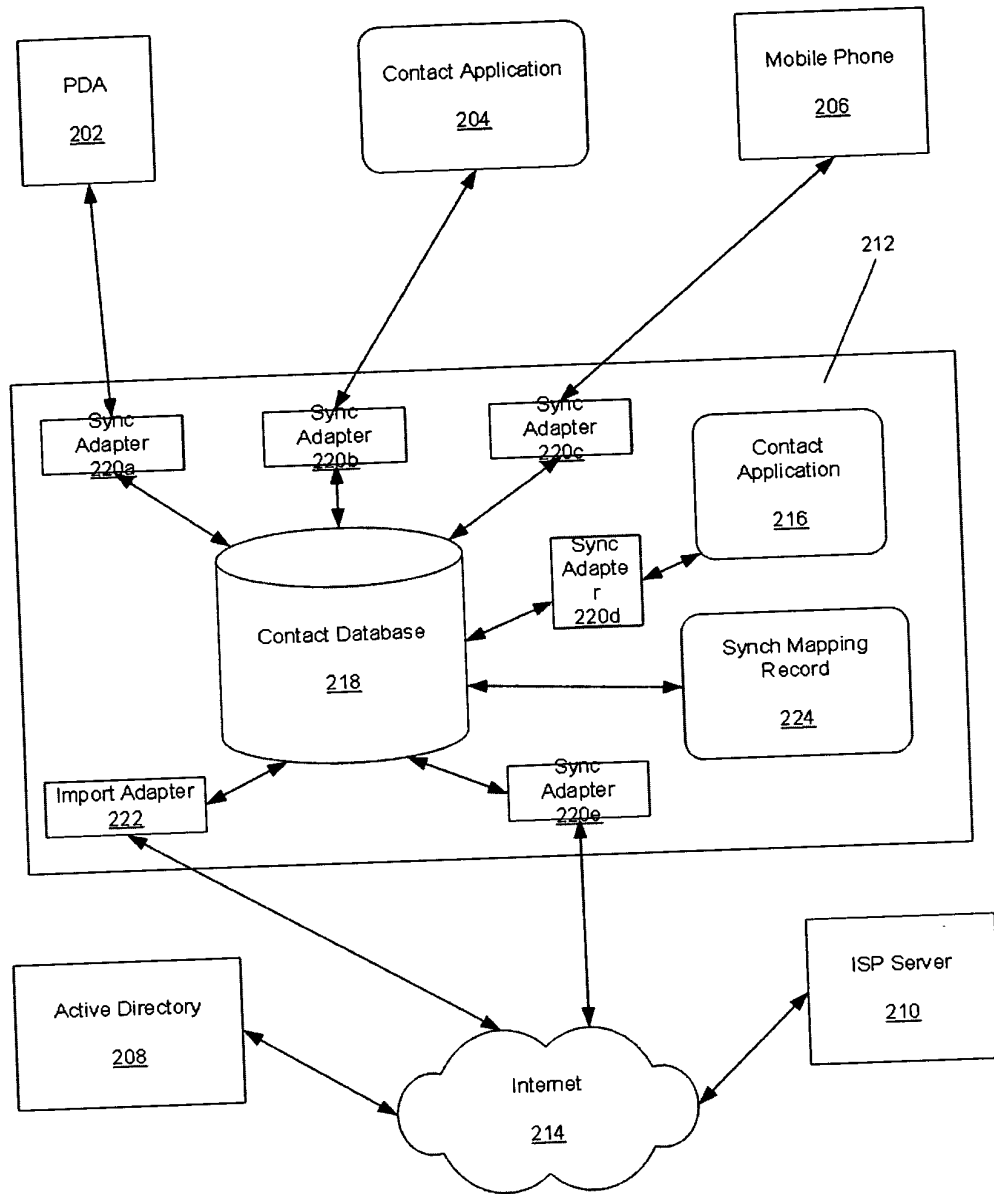 PDA
202
Contact Application
204
Mobile Phone
206
212
Sync
Adapter
220a
Sync
Adapter
220b
Sync
Adapter
220c
Contact
Application
216
Sync
Adapte
r
220d
Contact Database
218
Synch Mapping
Record
224
Import Adapter
222
Sync
Adapter
220e
Active Directory
208
ISP Server
210
Internet
214